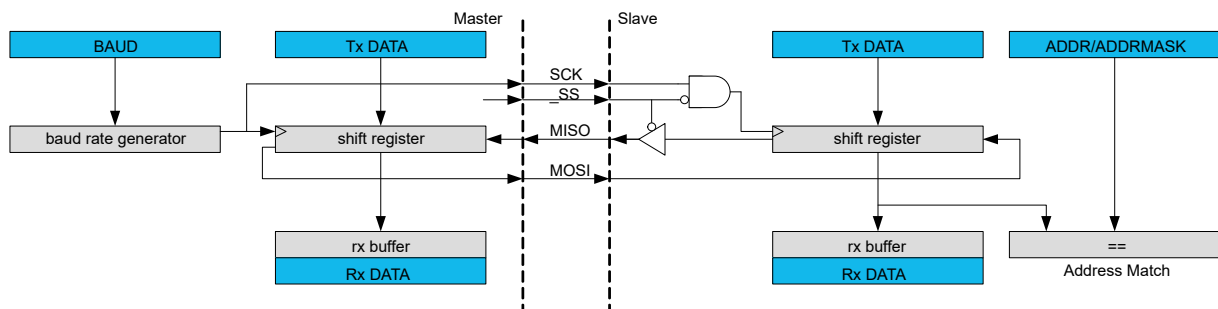 Master
Slave
BAUD
Tx DATA
Tx DATA
ADDR/ADDRMASK
SCK
_SS
baud rate generator
shift register
MISO
shift register
MOSI
rx buffer
rx buffer
==
Rx DATA
Rx DATA
Address Match